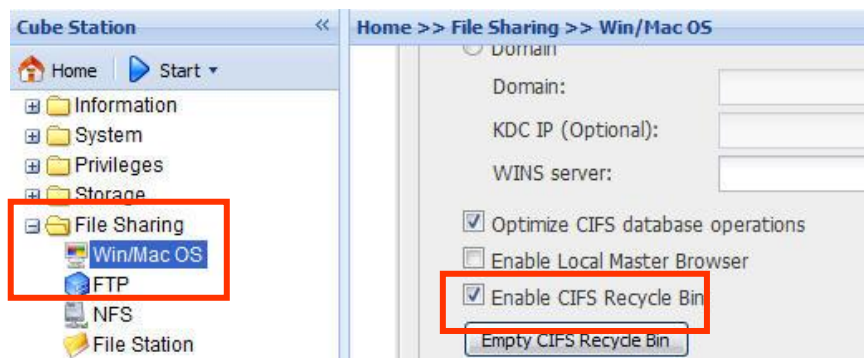 Cube Station «
Home Start
Information
System
Privileges
Storage
File Sharing
Win/Mac OS
FTP
NFS
File Station
Home >> File Sharing >> Win/Mac OS
Domain
Domain:
KDC IP (Optional):
WINS server:
Optimize CIFS database operations
Enable Local Master Browser
Enable CIFS Recycle Bin
Empty CIFS Recycle Bin